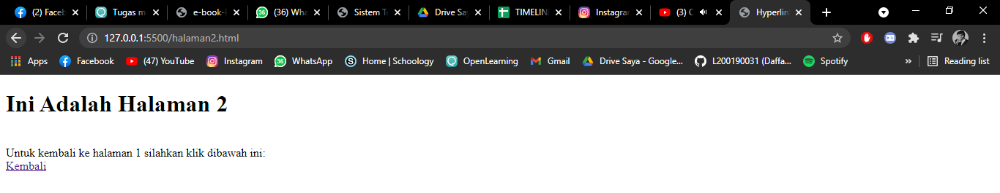 (2) Faceb Tugas m e-book- (36) Wha Sistem T Drive Sa TIMELIN Instagran (3) C Hyperlin
127.0.0.1:5500/halaman2.html
Apps Facebook (47) YouTube Instagram 36 WhatsApp Home | Schoology OpenLearning Gmail Drive Saya - Google... L200190031 (Daffa... Spotify » Reading list
Ini Adalah Halaman 2
Untuk kembali ke halaman 1 silahkan klik dibawah ini:
Kembali